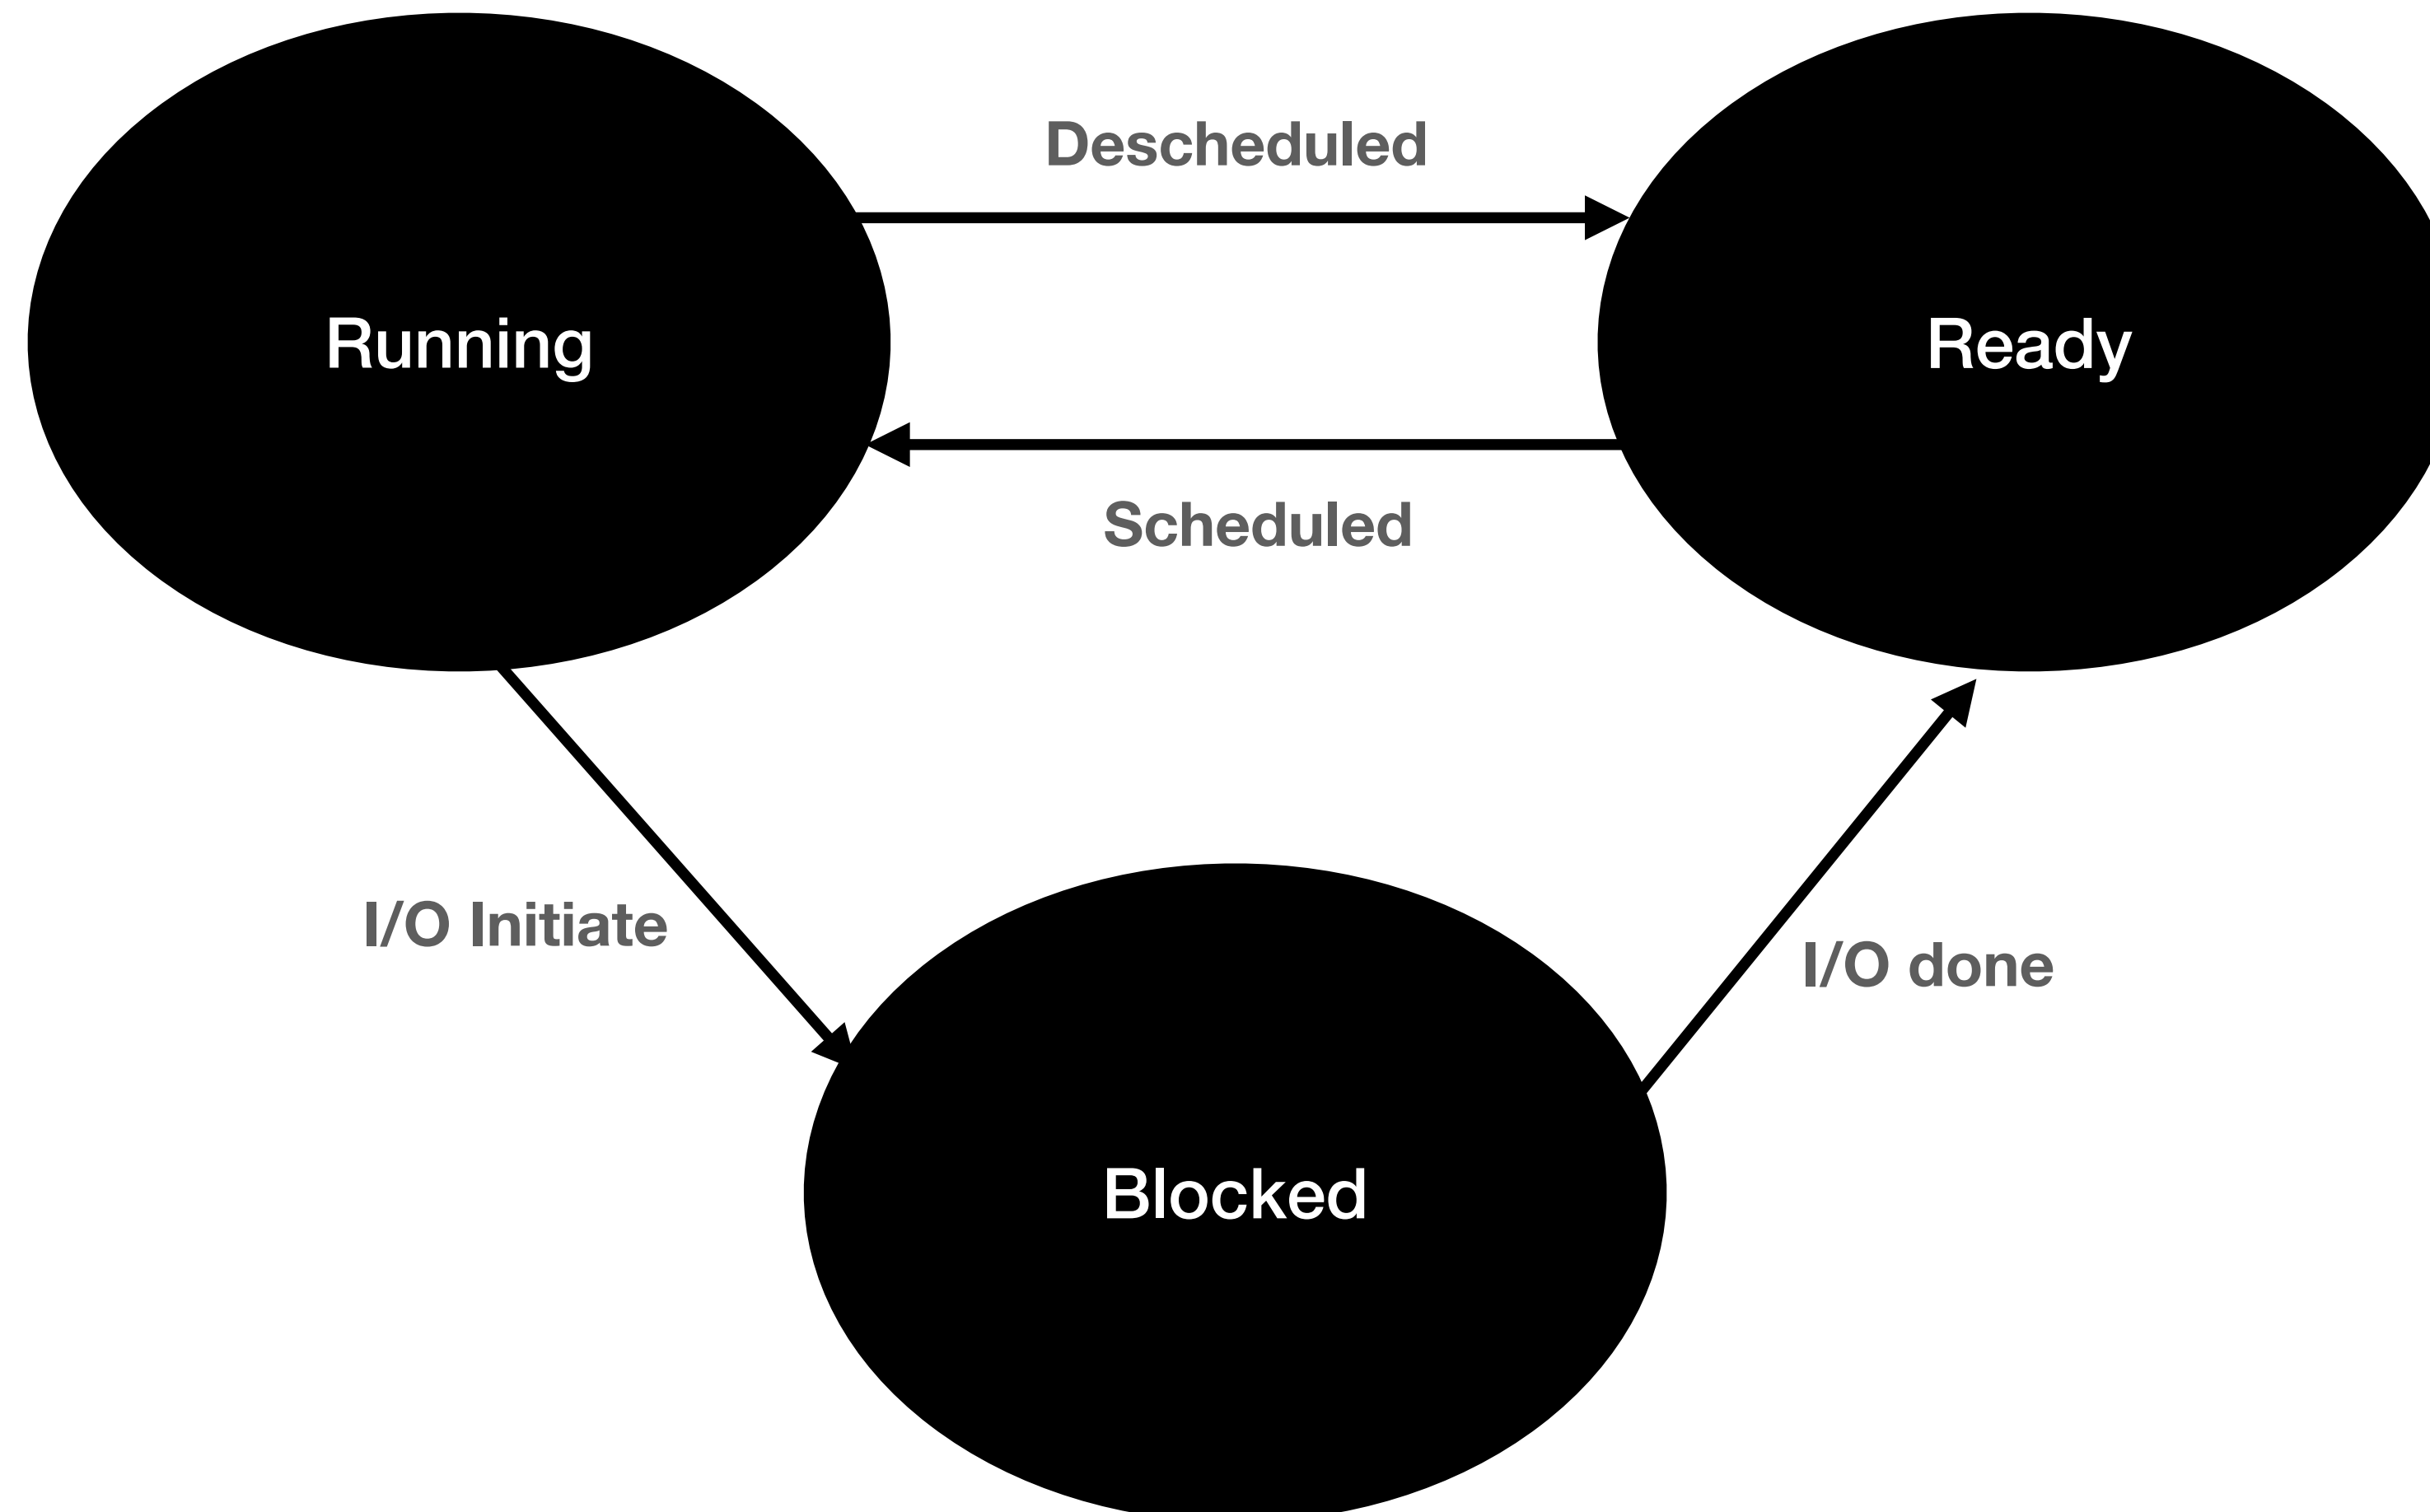 Descheduled
Running
Ready
Scheduled
I/O Initiate
I/O done
Blocked